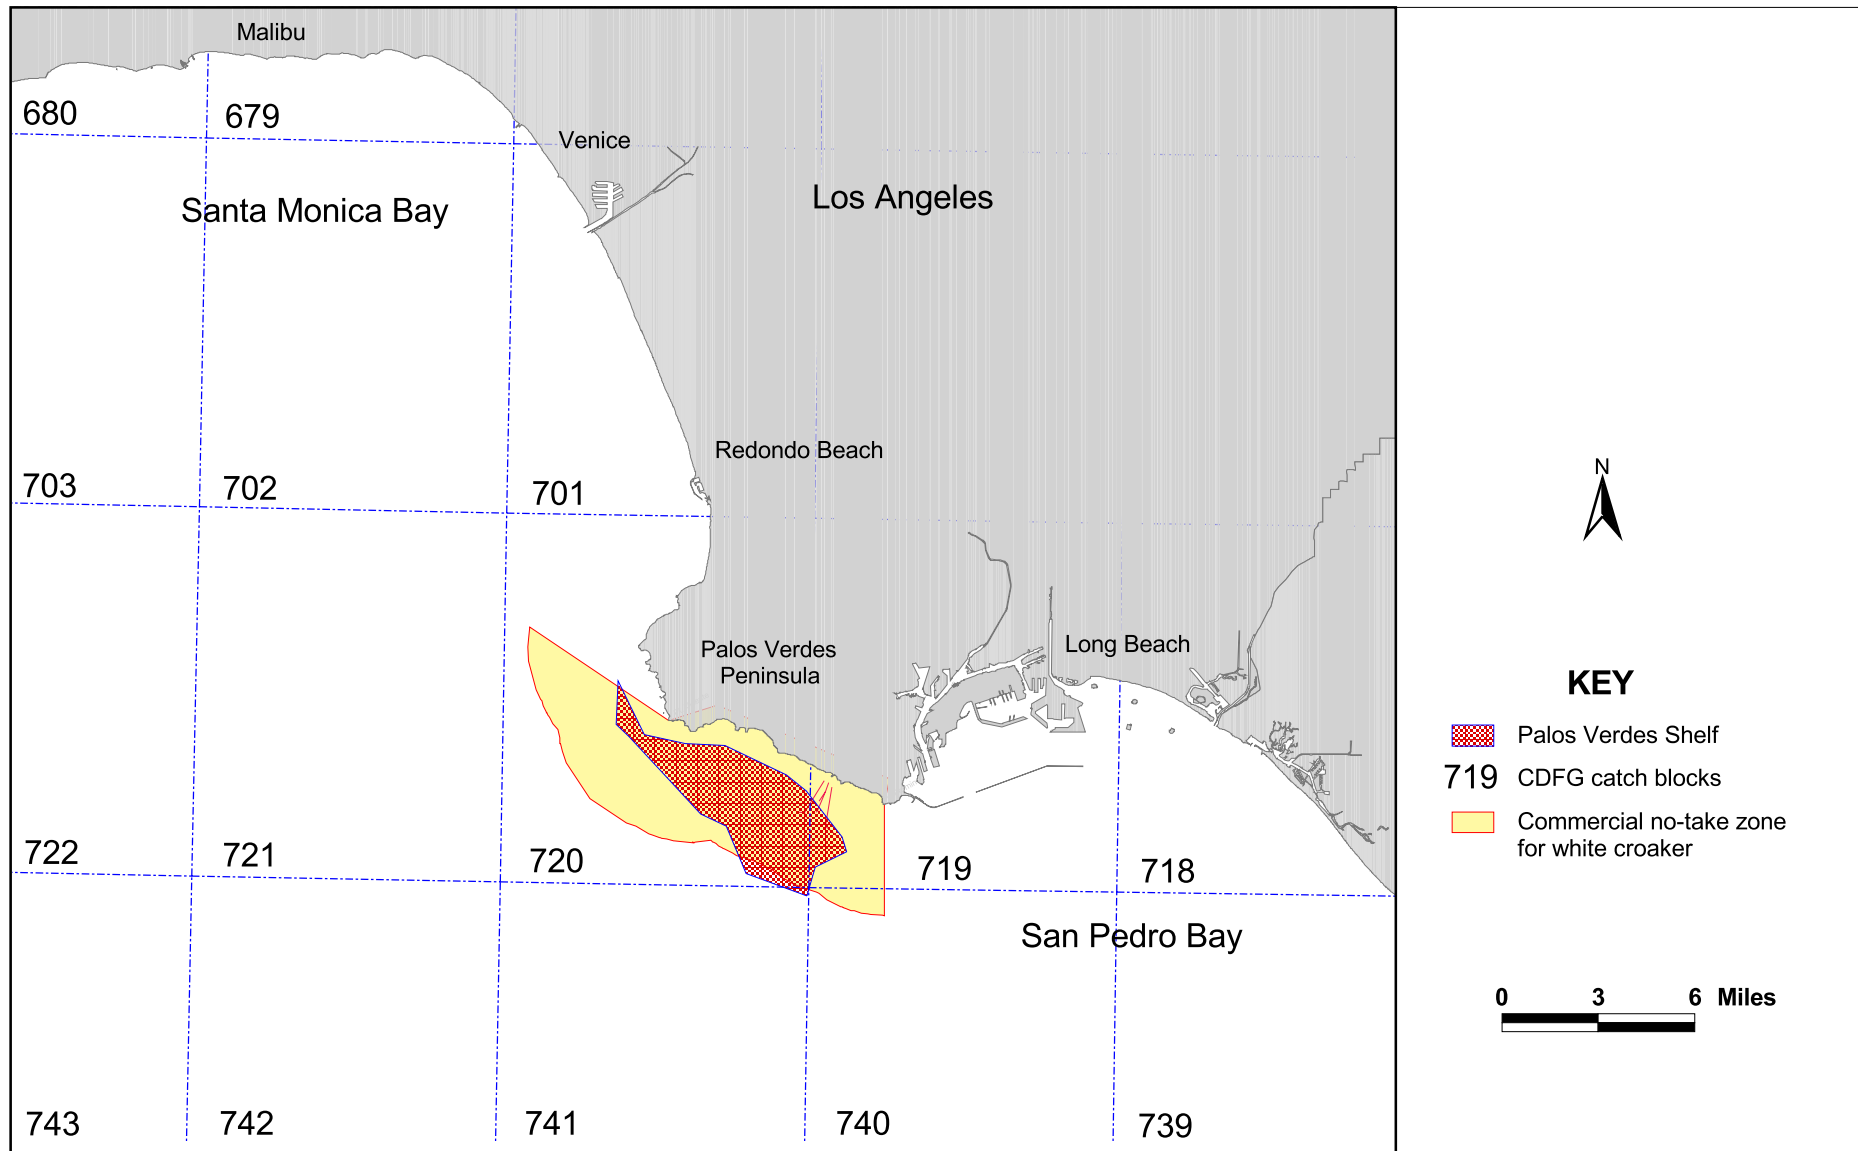 Malibu
680
679
Venice
Santa Monica Bay
Los Angeles
Redondo Beach
703
702
701
N
Palos Verdes
Peninsula
Long Beach
KEY
Palos Verdes Shelf
719
CDFG catch blocks
Commercial no-take zone
for white croaker
722
721
720
719
718
San Pedro Bay
0
3
6
Miles
743
742
741
740
739